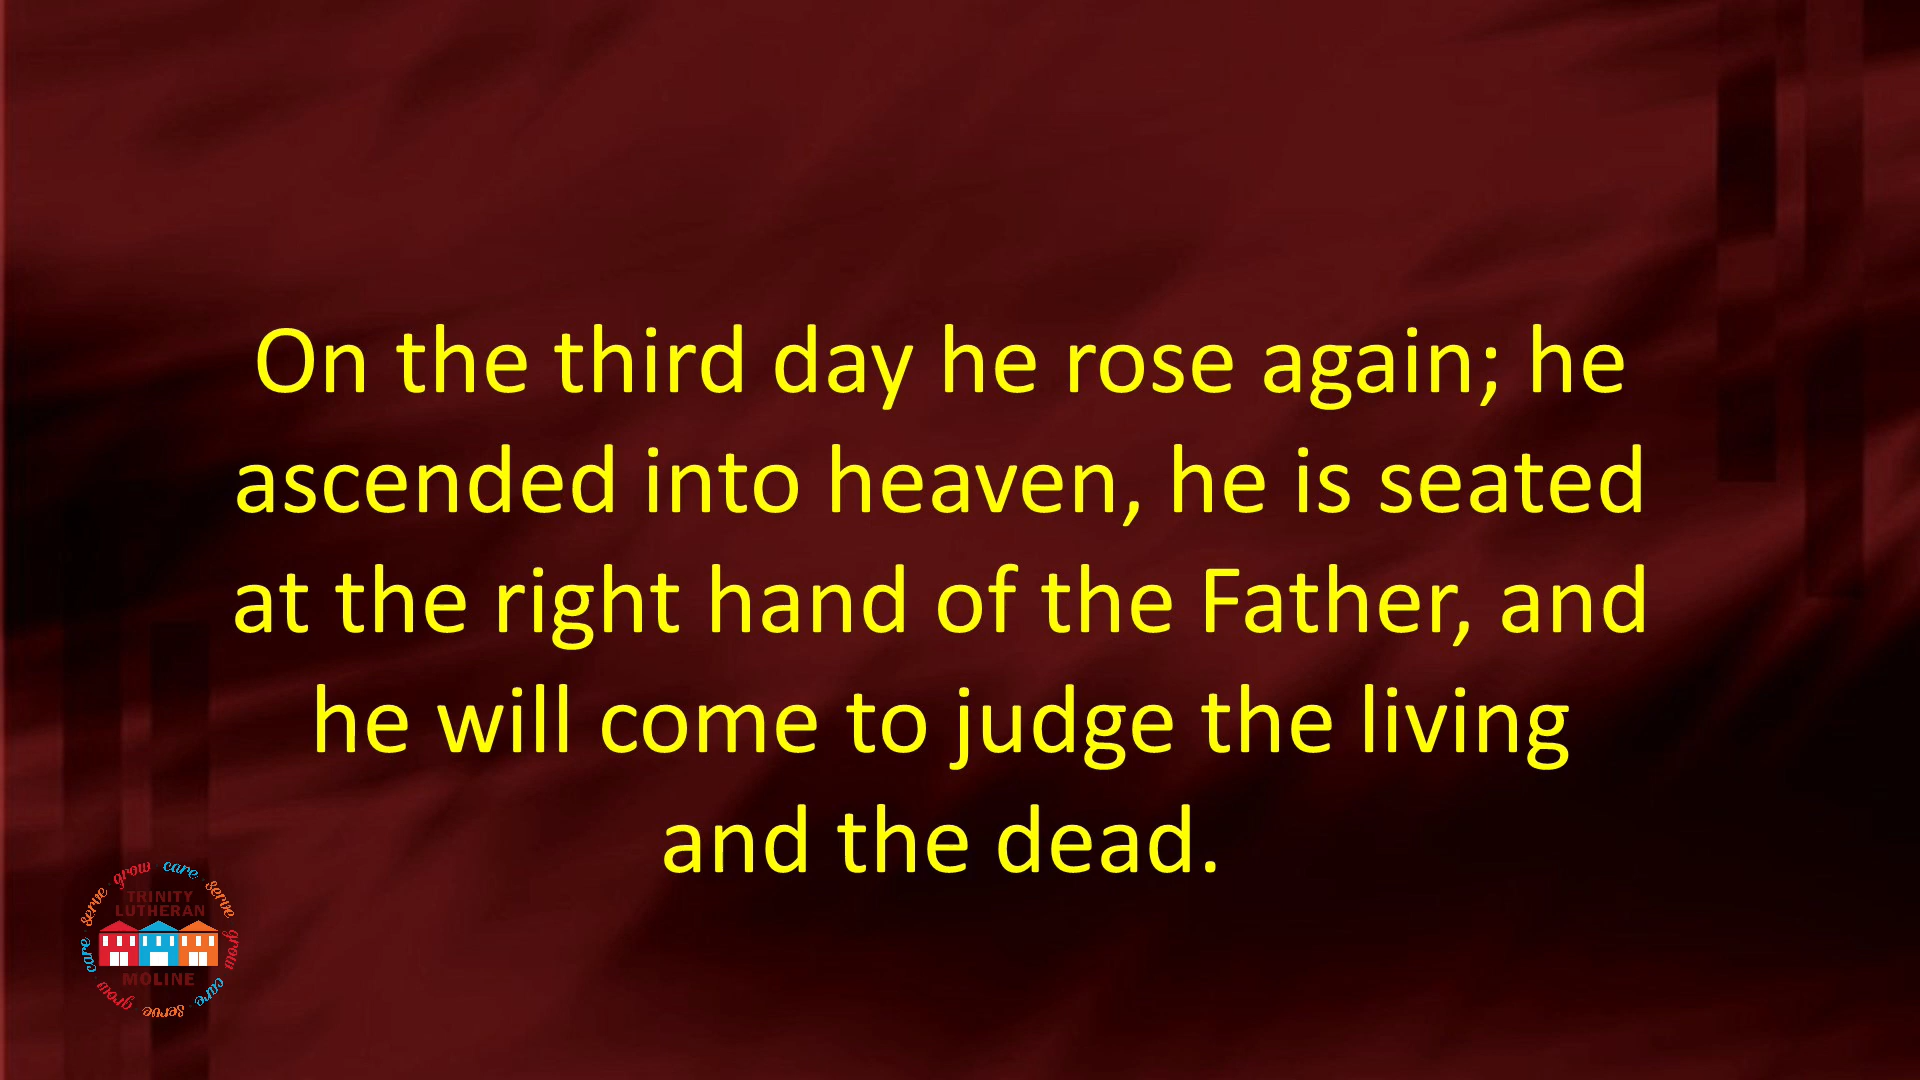 On the third day he rose again; he
ascended into heaven, he is seated
at the right hand of the Father, and
he will come to judge the living
and the dead.
serve grow care serve grow care serve grow care
TRINITY
LUTHERAN
MOLINE